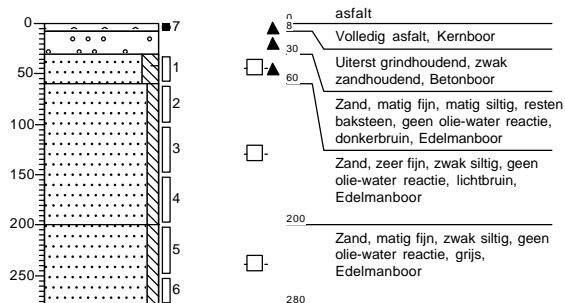 0
7
1
50
2
100
3
150
4
200
5
250
6
0
asfalt
8
Volledig asfalt, Kernboor
30
Uiterst grindhoudend, zwak
zandhoudend, Betonboor
60
Zand, matig fijn, matig siltig, resten
baksteen, geen olie-water reactie,
donkerbruin, Edelmanboor
Zand, zeer fijn, zwak siltig, geen
olie-water reactie, lichtbruin,
Edelmanboor
200
Zand, matig fijn, zwak siltig, geen
olie-water reactie, grijs,
Edelmanboor
280